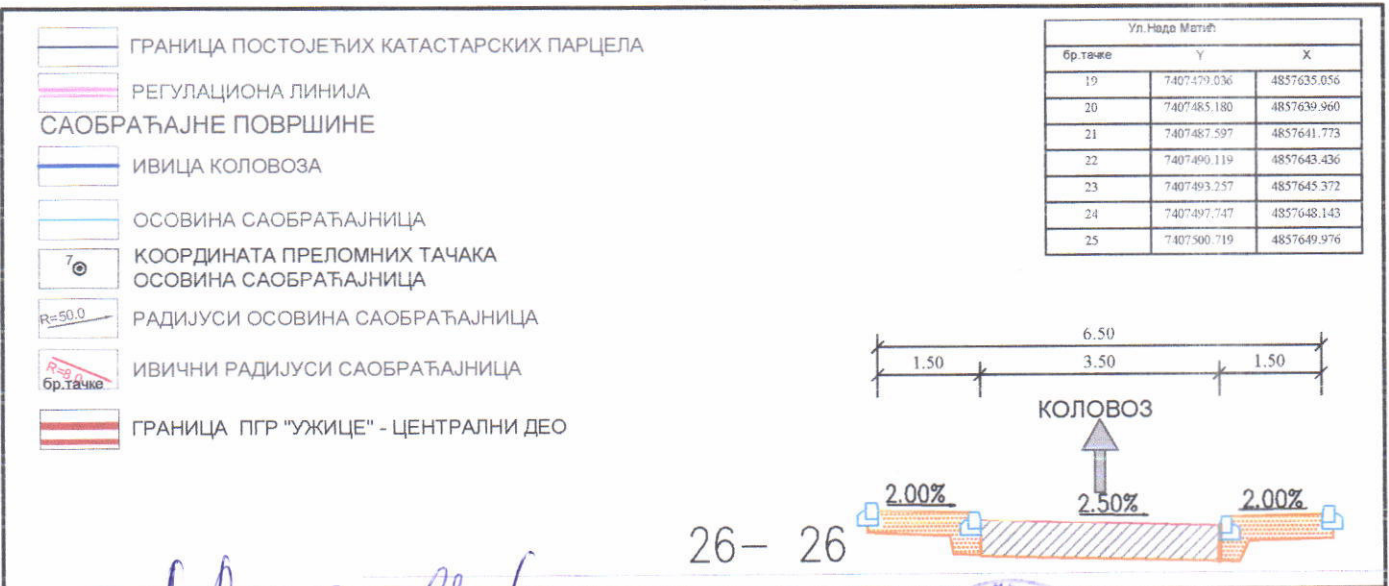 ГРАНИЦА ПОСТОЈЕЋИХ КАТАСТАРСКИХ ПАРЦЕЛА
РЕГУЛАЦИОНА ЛИНИЈА
САОБРАЋАЈНЕ ПОВРШИНЕ
ИВИЦА КОЛОВОЗА
ОСОВИНА САОБРАЋАЈНИЦА
7
КООРДИНАТА ПРЕЛОМНИХ ТАЧАКА
ОСОВИНА САОБРАЋАЈНИЦА
R=50.0
РАДИЈУСИ ОСОВИНА САОБРАЋАЈНИЦА
R=8.0
бр.тачке
ИВИЧНИ РАДИЈУСИ САОБРАЋАЈНИЦА
ГРАНИЦА ПГР "УЖИЦЕ" - ЦЕНТРАЛНИ ДЕО
Ул.Наде Матић
бр.тачке Y X
19 7407479.036 4857635.056
20 7407485.180 4857639.960
21 7407487.597 4857641.773
22 7407490.119 4857643.436
23 7407493.257 4857645.372
24 7407497.747 4857648.143
25 7407500.719 4857649.976
6.50
1.50 3.50 1.50
КОЛОВОЗ
2.00% 2.50% 2.00%
26- 26